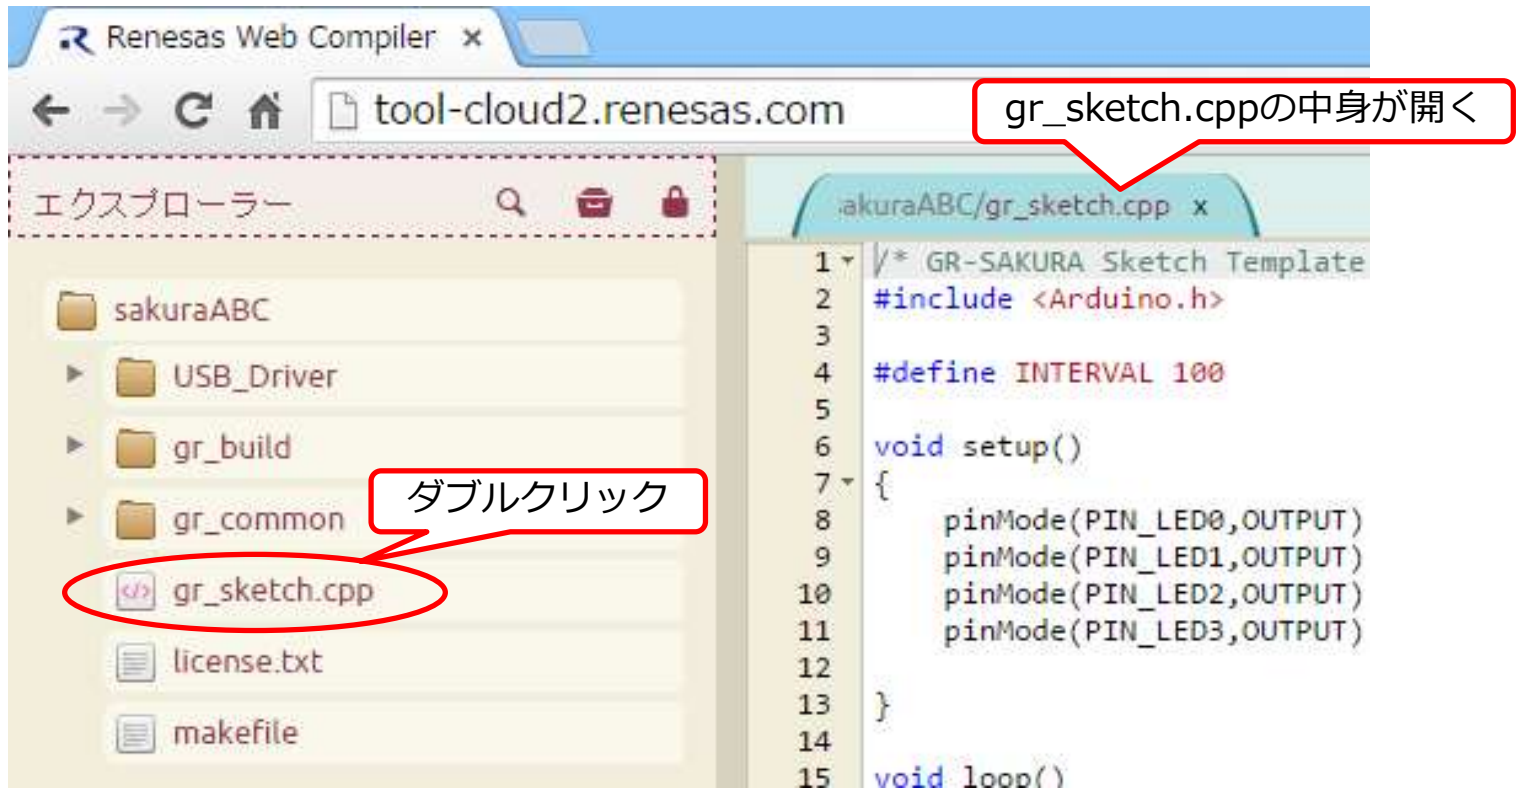 Renesas Web Compiler ×
tool-cloud2.renesas.com
gr_sketch.cppの中身が開く
エクスプローラー
sakuraABC
USB_Driver
gr_build
gr_common
ダブルクリック
gr_sketch.cpp
license.txt
makefile
akuraABC/gr_sketch.cpp x
1 /* GR-SAKURA Sketch Template
2 #include <Arduino.h>
3
4 #define INTERVAL 100
5
6 void setup()
7 {
8 pinMode(PIN_LED0,OUTPUT)
9 pinMode(PIN_LED1,OUTPUT)
10 pinMode(PIN_LED2,OUTPUT)
11 pinMode(PIN_LED3,OUTPUT)
12
13 }
14
15 void loop()